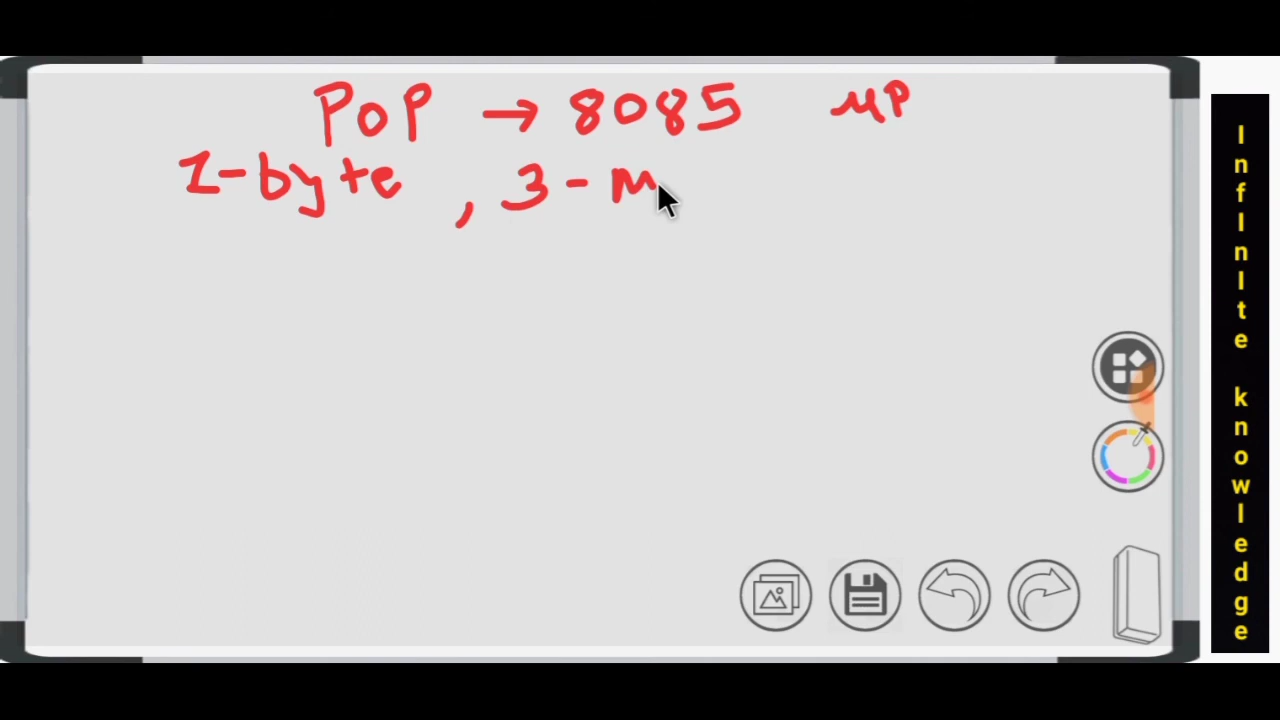 POP → 8085 μP
1-byte , 3-M
InfInIte knowledge